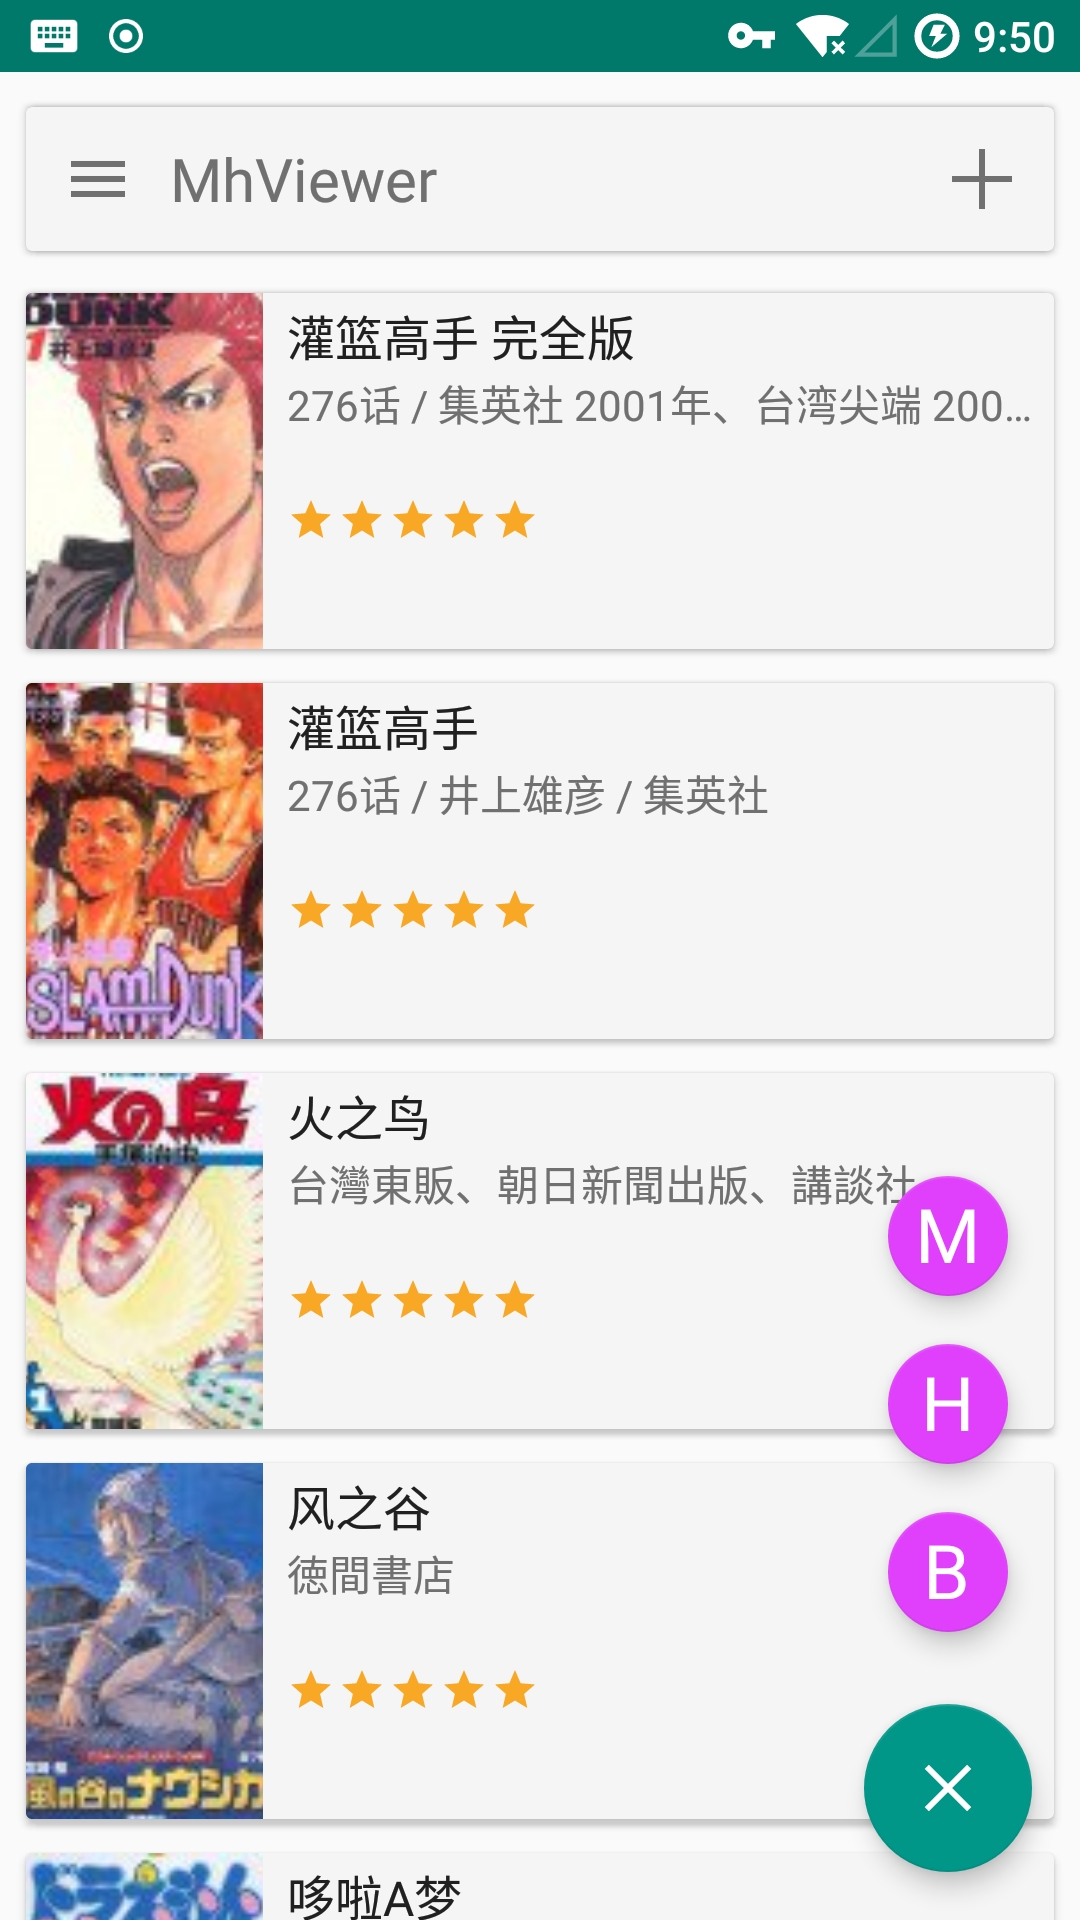 9:50
MhViewer
DUNK
1 井上雄彦
灌篮高手 完全版
276话 / 集英社 2001年、台湾尖端 200...
灌篮高手
276话 / 井上雄彦 / 集英社
SLAM DUNK
火の鳥
手塚治虫
1
火之鸟
台灣東販、朝日新聞出版、講談社
M
H
B
风之谷
徳間書店
風の谷のナウシカ
ドラえもん
哆啦A梦